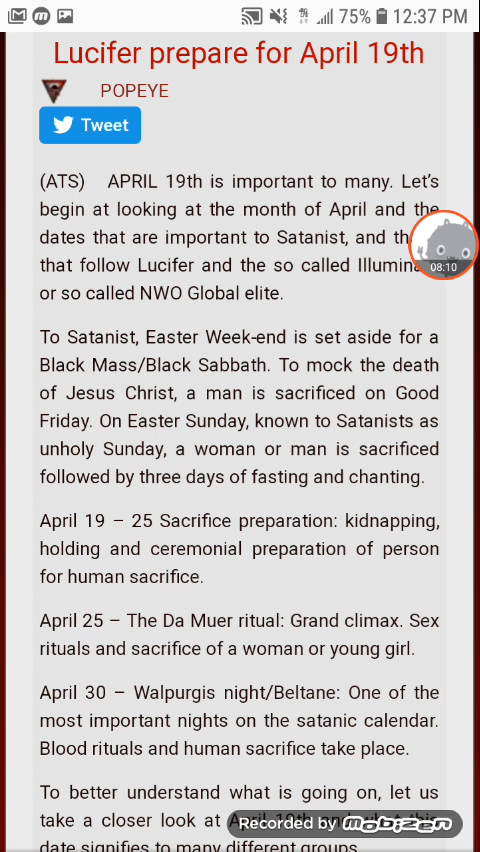 75% 12:37 PM
Lucifer prepare for April 19th
POPEYE
Tweet
(ATS) APRIL 19th is important to many. Let's
begin at looking at the month of April and the
dates that are important to Satanist, and
that follow Lucifer and the so called
08:10
or so called NWO Global elite.
To Satanist, Easter Week-end is set aside for a
Black Mass/Black Sabbath. To mock the death
of Jesus Christ, a man is sacrificed on Good
Friday. On Easter Sunday, known to Satanists as
unholy Sunday, a woman or man is sacrificed
followed by three days of fasting and chanting.
April 19 – 25 Sacrifice preparation: kidnapping,
holding and ceremonial preparation of person
for human sacrifice.
April 25 – The Da Muer ritual: Grand climax. Sex
rituals and sacrifice of a woman or young girl.
April 30 – Walpurgis night/Beltane: One of the
most important nights on the satanic calendar.
Blood rituals and human sacrifice take place.
To better understand what is going on, let us
take a closer look at April 19th and what this
Recorded by MOBIZEN
date signifies to many different groups